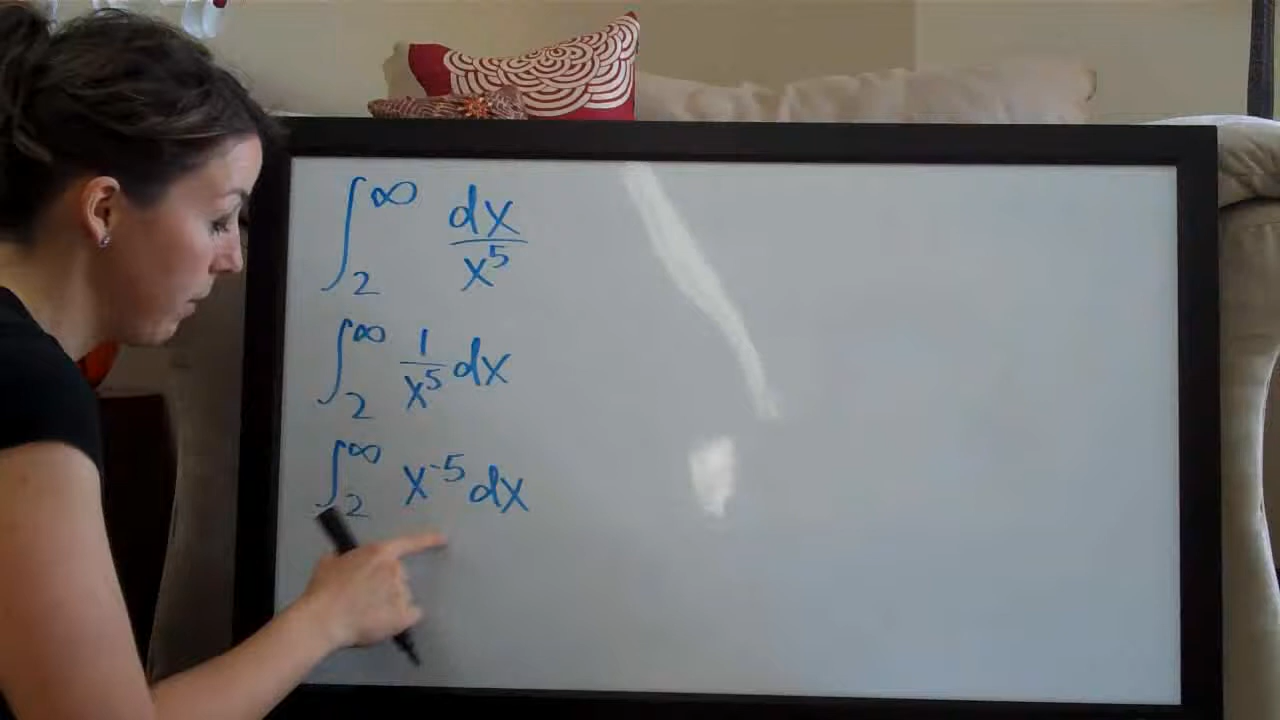 ∫₂^∞ dx/x⁵
∫₂^∞ 1/x⁵ dx
∫₂^∞ x⁻⁵ dx